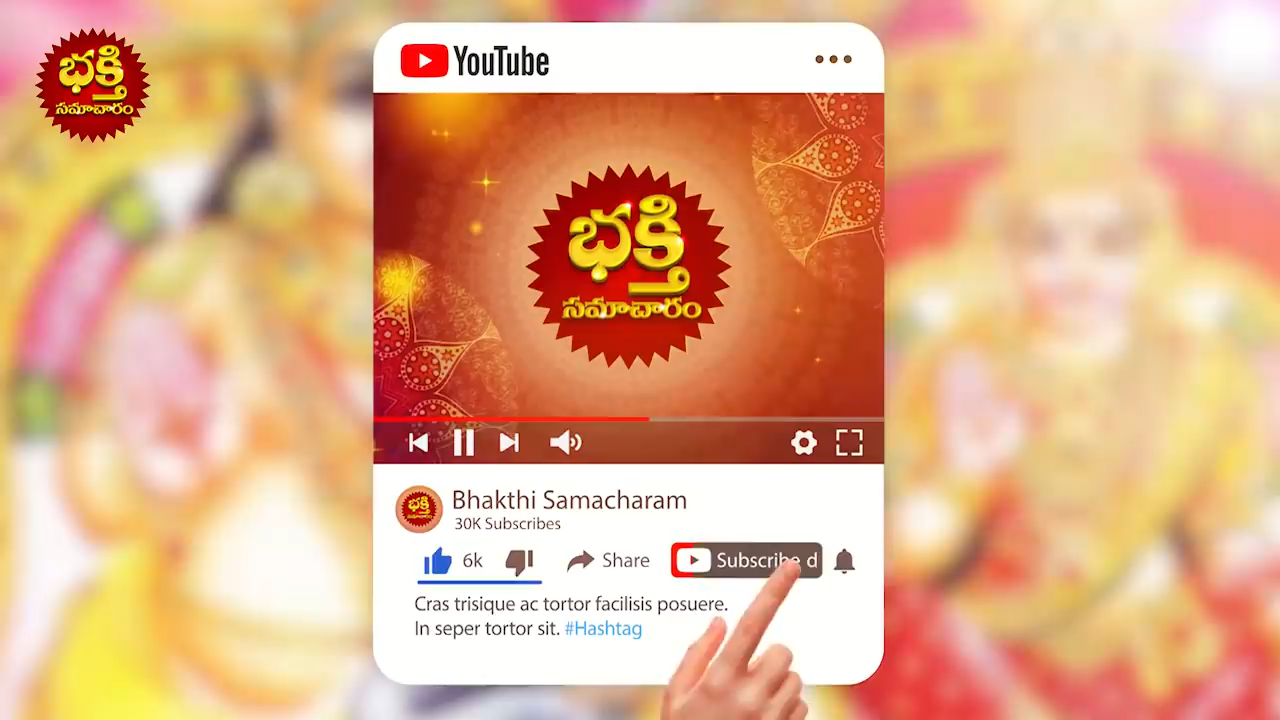 భక్తి
సమాచారం
YouTube
భక్తి
సమాచారం
భక్తి
Bhakthi Samacharam
30K Subscribes
6k Share Subscribe d
Cras trisique ac tortor facilisis posuere.
In seper tortor sit. #Hashtag